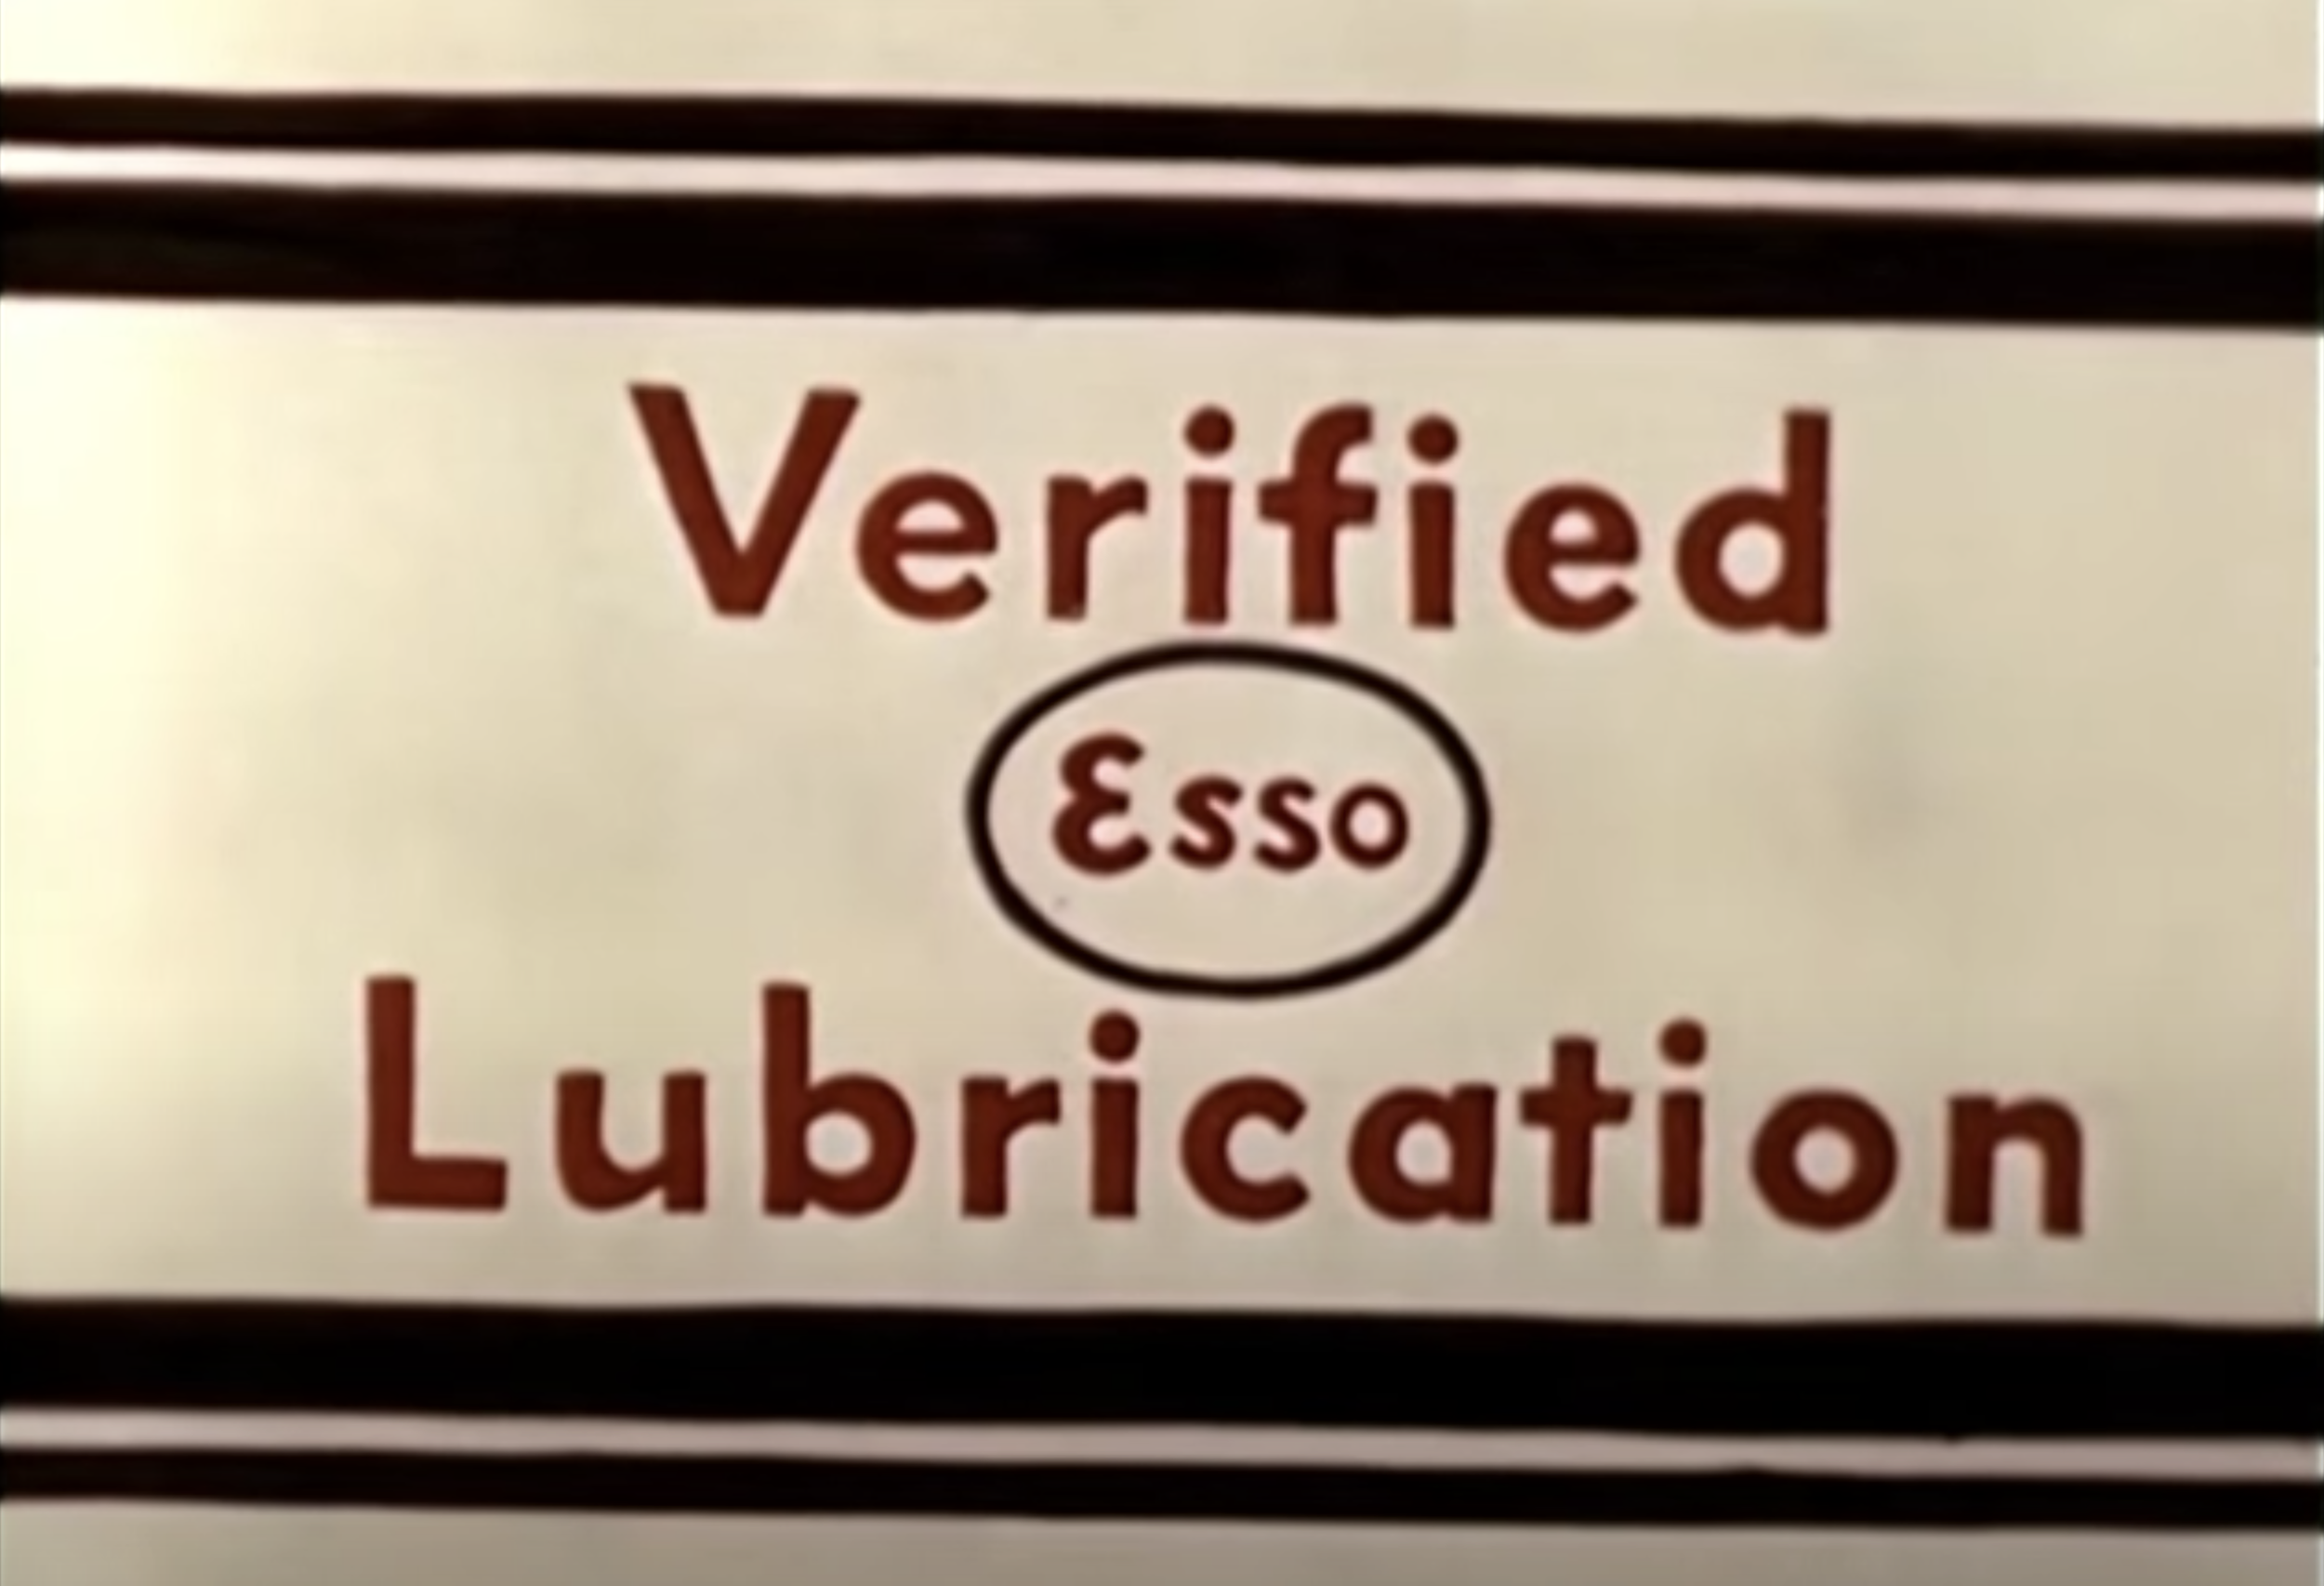 Verified
Esso
Lubrication